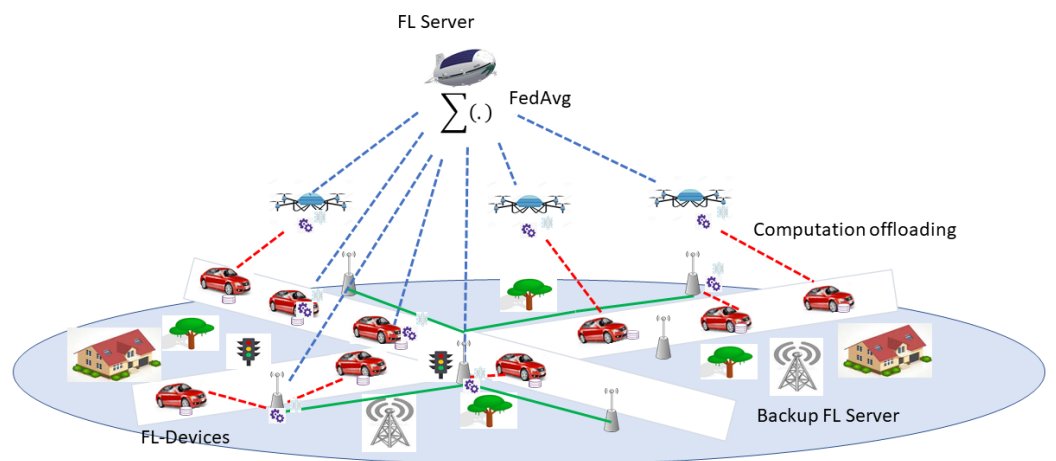 FL Server
∑(.)
FedAvg
Computation offloading
FL-Devices
Backup FL Server